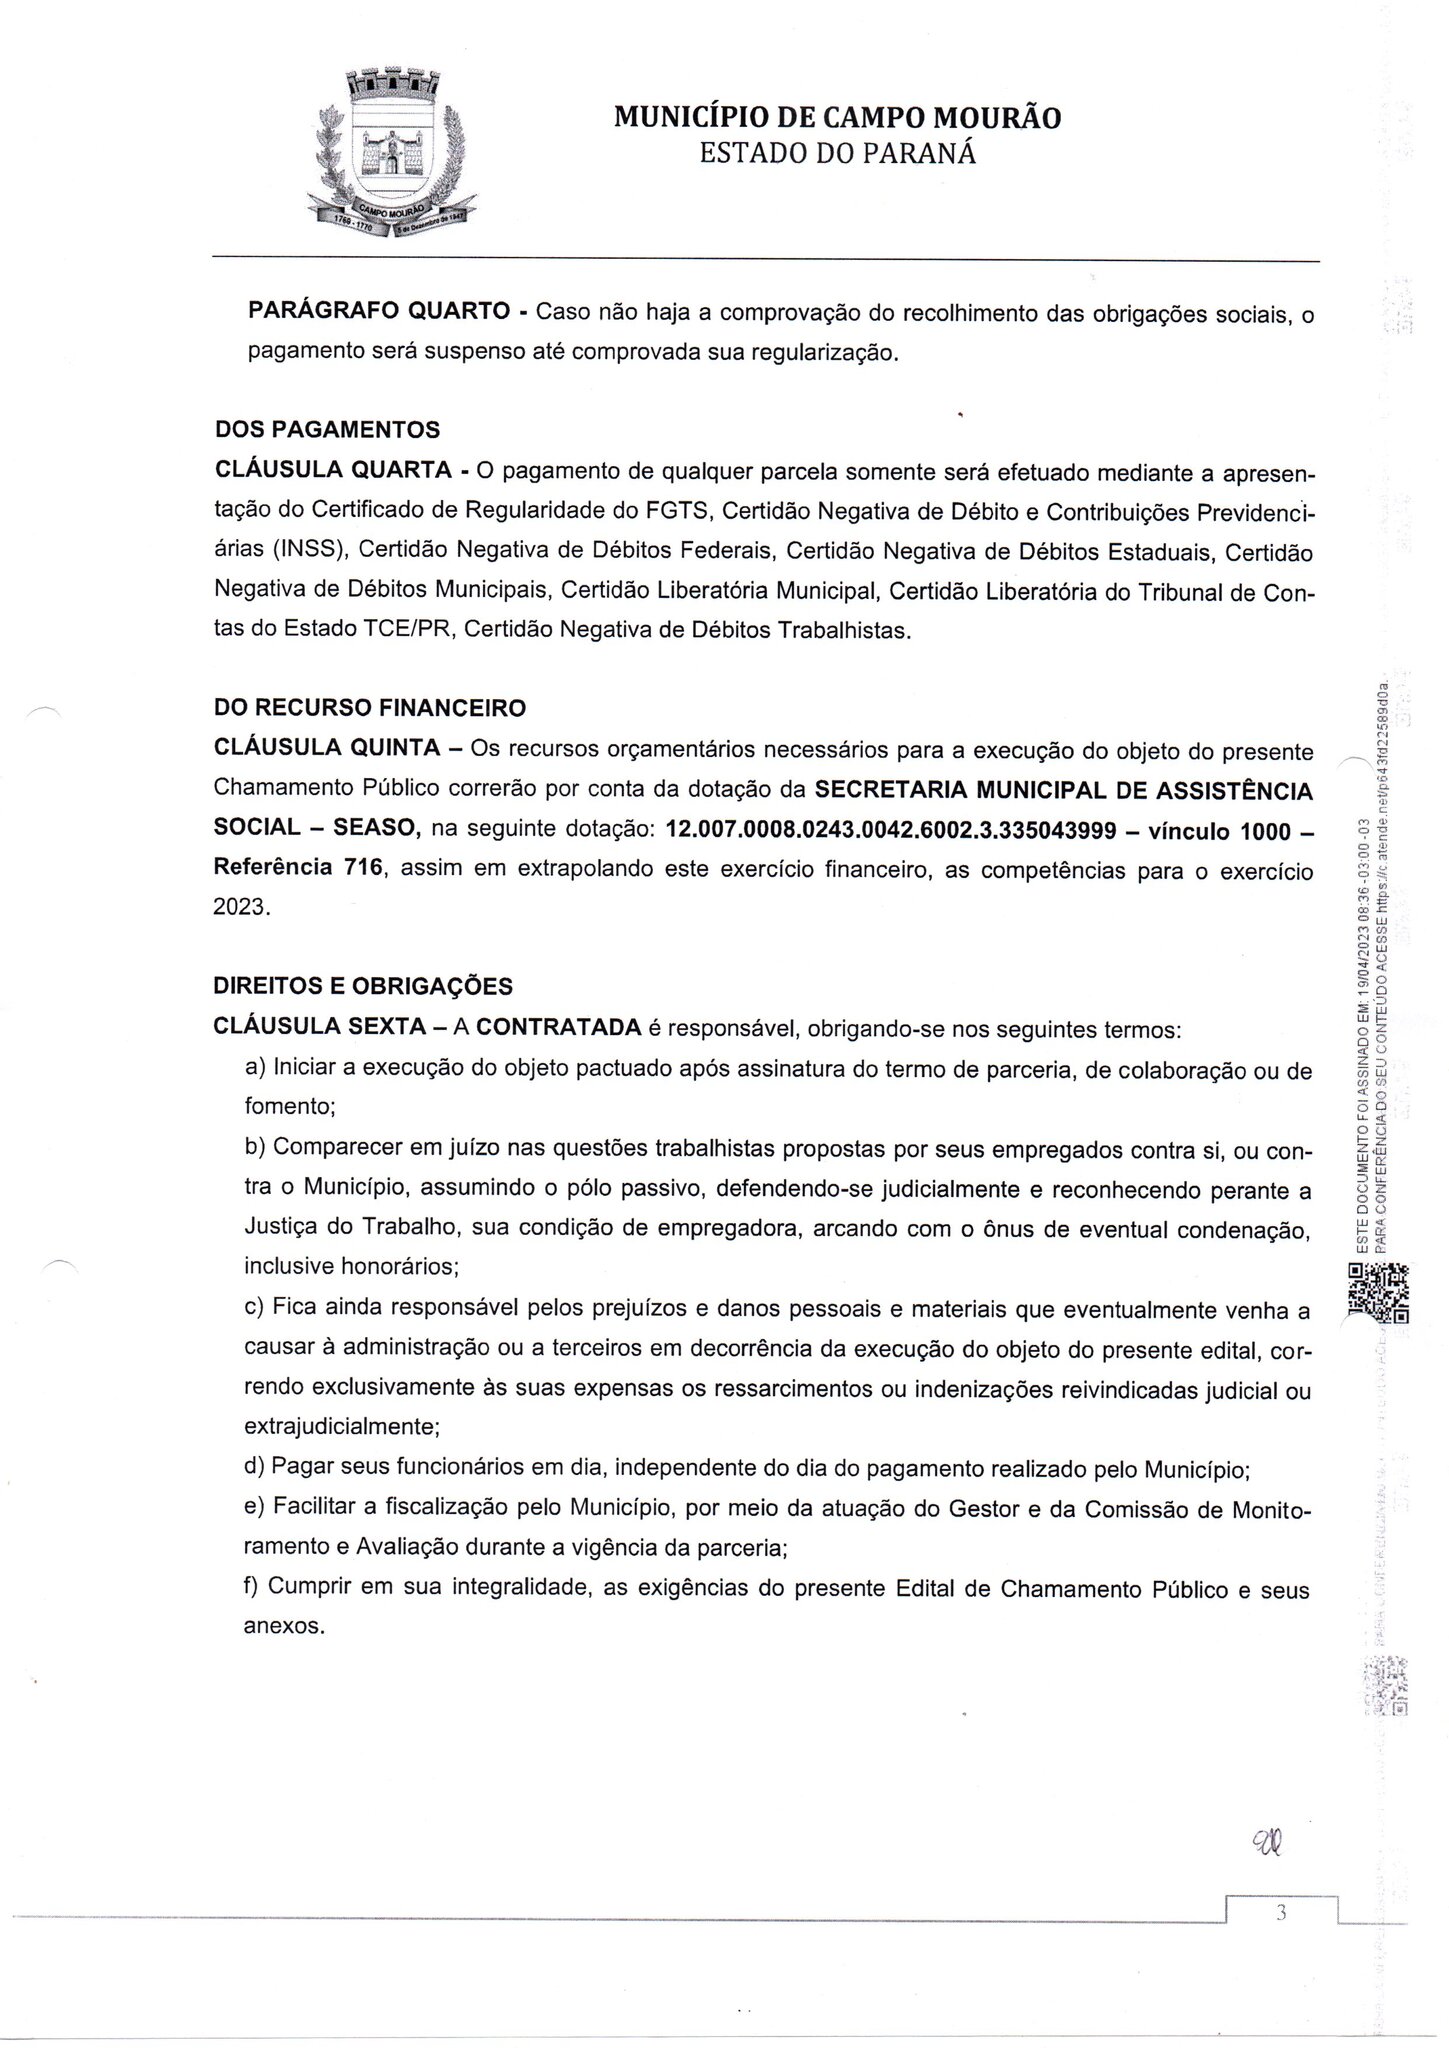 MUNICÍPIO DE CAMPO MOURÃO
ESTADO DO PARANÁ
CAMPO MOURÃO
1769 - 1770
5 de Dezembro de 1947
PARÁGRAFO QUARTO - Caso não haja a comprovação do recolhimento das obrigações sociais, o
pagamento será suspenso até comprovada sua regularização.
DOS PAGAMENTOS
CLÁUSULA QUARTA - O pagamento de qualquer parcela somente será efetuado mediante a apresen-
tação do Certificado de Regularidade do FGTS, Certidão Negativa de Débito e Contribuições Previdenci-
árias (INSS), Certidão Negativa de Débitos Federais, Certidão Negativa de Débitos Estaduais, Certidão
Negativa de Débitos Municipais, Certidão Liberatória Municipal, Certidão Liberatória do Tribunal de Con-
tas do Estado TCE/PR, Certidão Negativa de Débitos Trabalhistas.
DO RECURSO FINANCEIRO
CLÁUSULA QUINTA – Os recursos orçamentários necessários para a execução do objeto do presente
Chamamento Público correrão por conta da dotação da SECRETARIA MUNICIPAL DE ASSISTÊNCIA
SOCIAL – SEASO, na seguinte dotação: 12.007.0008.0243.0042.6002.3.335043999 – vínculo 1000 –
Referência 716, assim em extrapolando este exercício financeiro, as competências para o exercício
2023.
DIREITOS E OBRIGAÇÕES
CLÁUSULA SEXTA – A CONTRATADA é responsável, obrigando-se nos seguintes termos:
a) Iniciar a execução do objeto pactuado após assinatura do termo de parceria, de colaboração ou de
fomento;
b) Comparecer em juízo nas questões trabalhistas propostas por seus empregados contra si, ou con-
tra o Município, assumindo o pólo passivo, defendendo-se judicialmente e reconhecendo perante a
Justiça do Trabalho, sua condição de empregadora, arcando com o ônus de eventual condenação,
inclusive honorários;
c) Fica ainda responsável pelos prejuízos e danos pessoais e materiais que eventualmente venha a
causar à administração ou a terceiros em decorrência da execução do objeto do presente edital, cor-
rendo exclusivamente às suas expensas os ressarcimentos ou indenizações reivindicadas judicial ou
extrajudicialmente;
d) Pagar seus funcionários em dia, independente do dia do pagamento realizado pelo Município;
e) Facilitar a fiscalização pelo Município, por meio da atuação do Gestor e da Comissão de Monito-
ramento e Avaliação durante a vigência da parceria;
f) Cumprir em sua integralidade, as exigências do presente Edital de Chamamento Público e seus
anexos.
3
ESTE DOCUMENTO FOI ASSINADO EM: 19/04/2023 08:36 -03:00 -03
PARA CONFERÊNCIA DO SEU CONTEÚDO ACESSE https://c.atende.net/p643fd22589d0a.